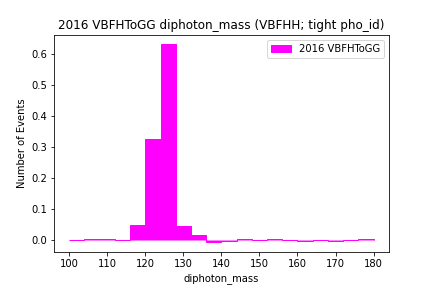 2016 VBFHToGG diphoton_mass (VBFHH; tight pho_id)
2016 VBFHToGG
Number of Events
0.6
0.5
0.4
0.3
0.2
0.1
0.0
100 110 120 130 140 150 160 170 180
diphoton_mass